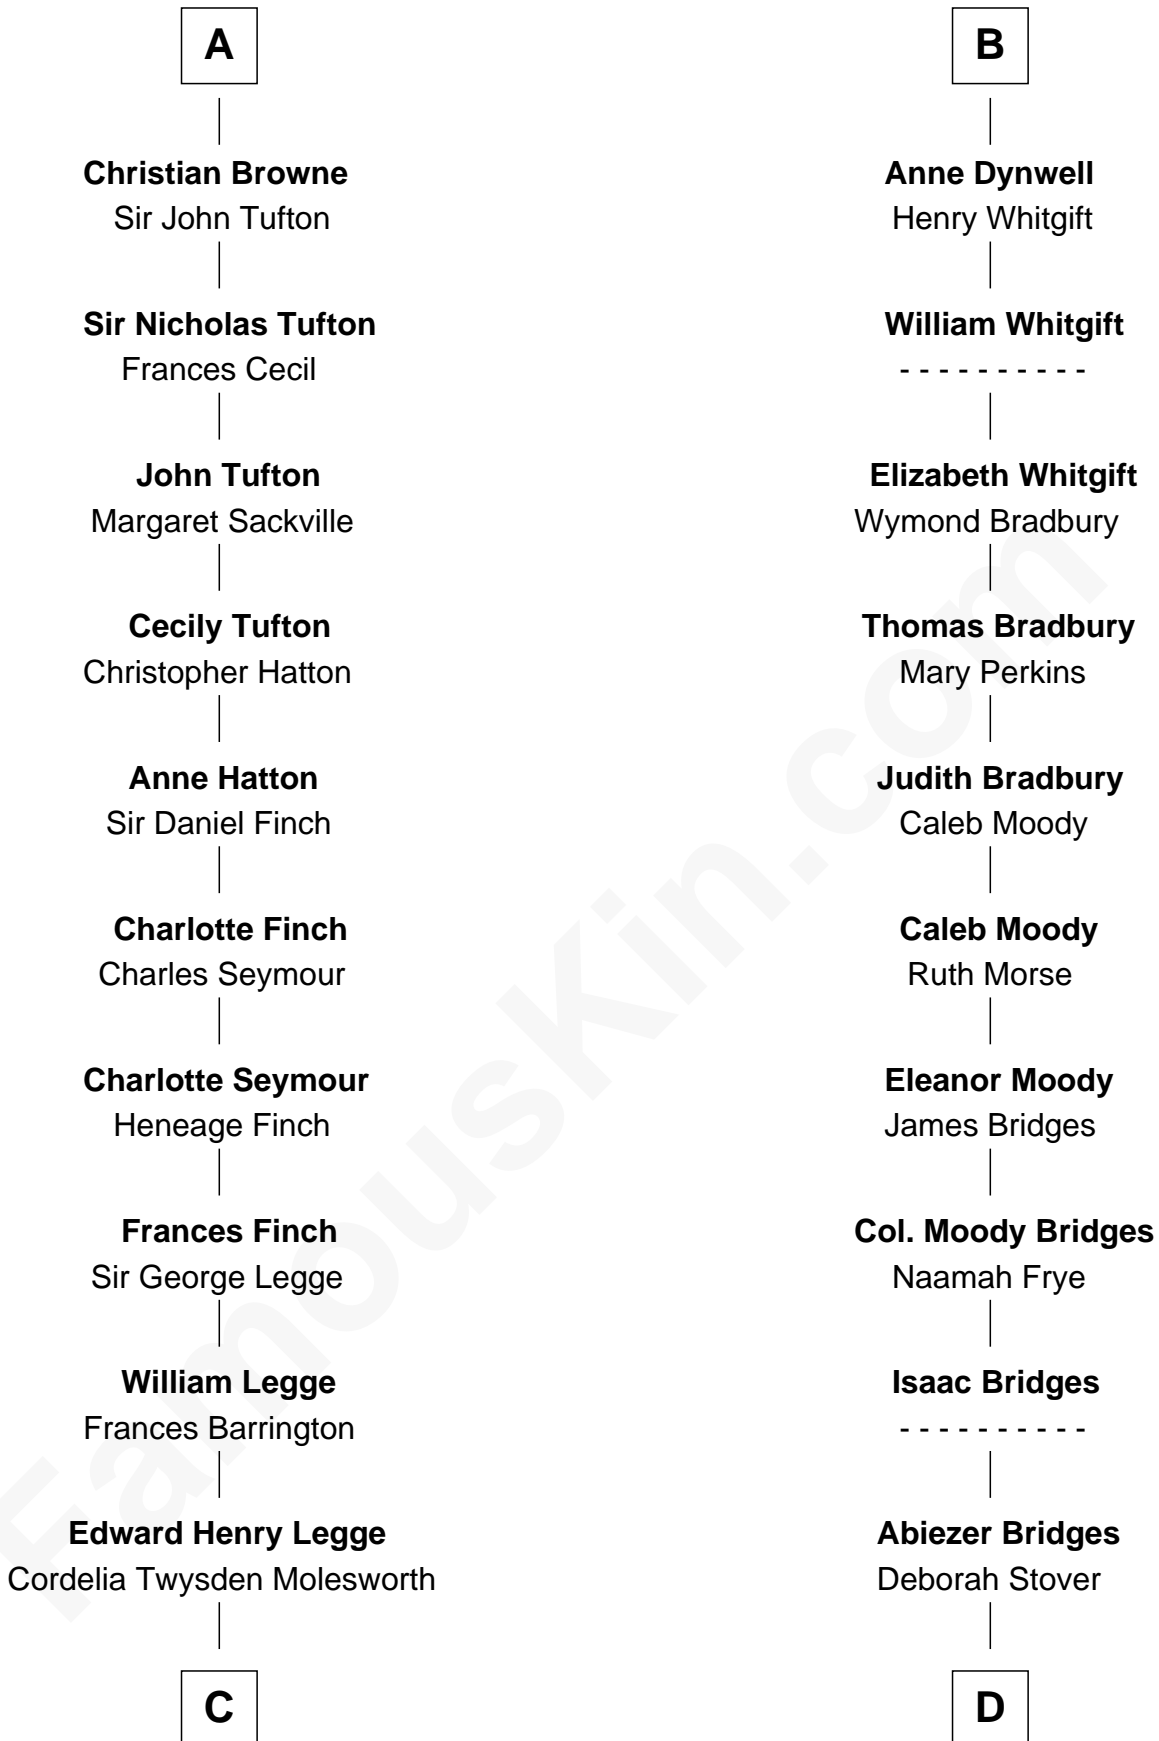 A
Christian Browne
Sir John Tufton
Sir Nicholas Tufton
Frances Cecil
John Tufton
Margaret Sackville
Cecily Tufton
Christopher Hatton
Anne Hatton
Sir Daniel Finch
Charlotte Finch
Charles Seymour
Charlotte Seymour
Heneage Finch
Frances Finch
Sir George Legge
William Legge
Frances Barrington
Edward Henry Legge
Cordelia Twysden Molesworth
C
B
Anne Dynwell
Henry Whitgift
William Whitgift
- - - - - - - - - -
Elizabeth Whitgift
Wymond Bradbury
Thomas Bradbury
Mary Perkins
Judith Bradbury
Caleb Moody
Caleb Moody
Ruth Morse
Eleanor Moody
James Bridges
Col. Moody Bridges
Naamah Frye
Isaac Bridges
- - - - - - - - - -
Abiezer Bridges
Deborah Stover
D
FamousKin.com